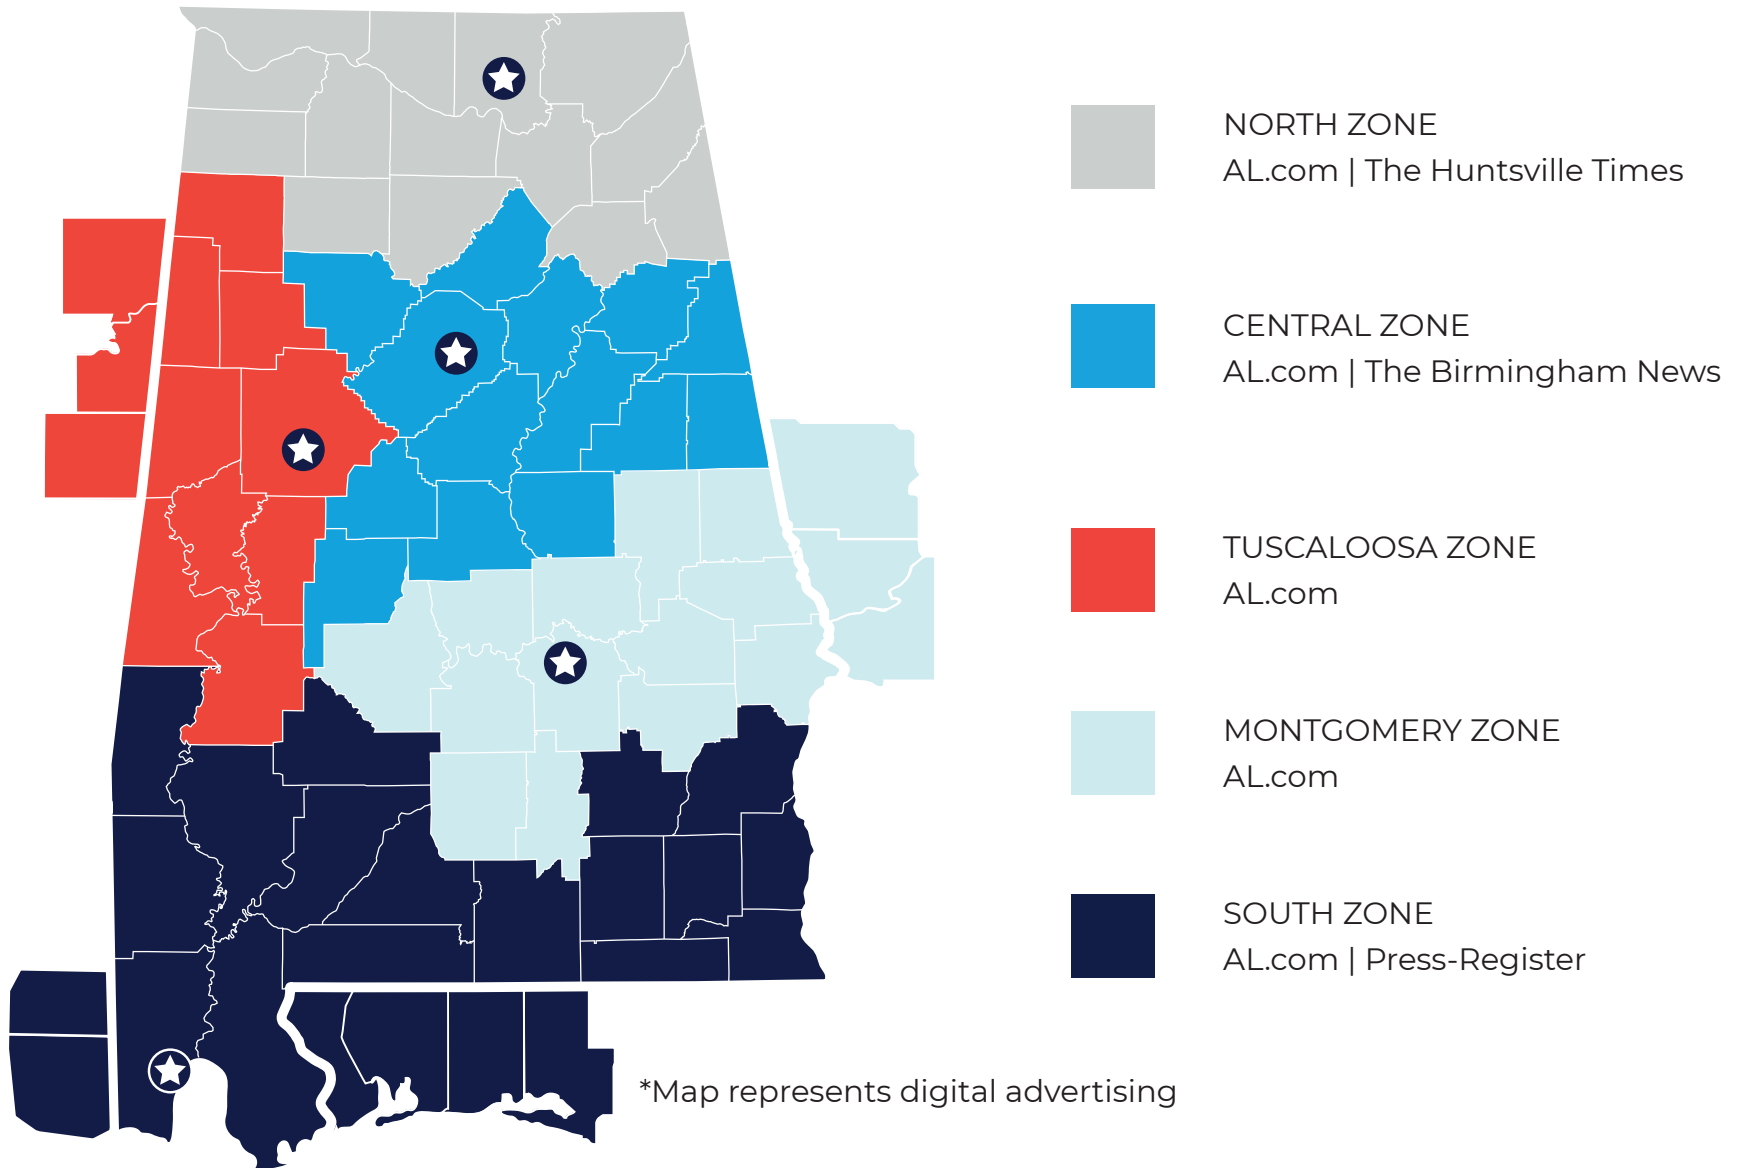 NORTH ZONE
AL.com | The Huntsville Times
CENTRAL ZONE
AL.com | The Birmingham News
TUSCALOOSA ZONE
AL.com
MONTGOMERY ZONE
AL.com
SOUTH ZONE
AL.com | Press-Register
*Map represents digital advertising